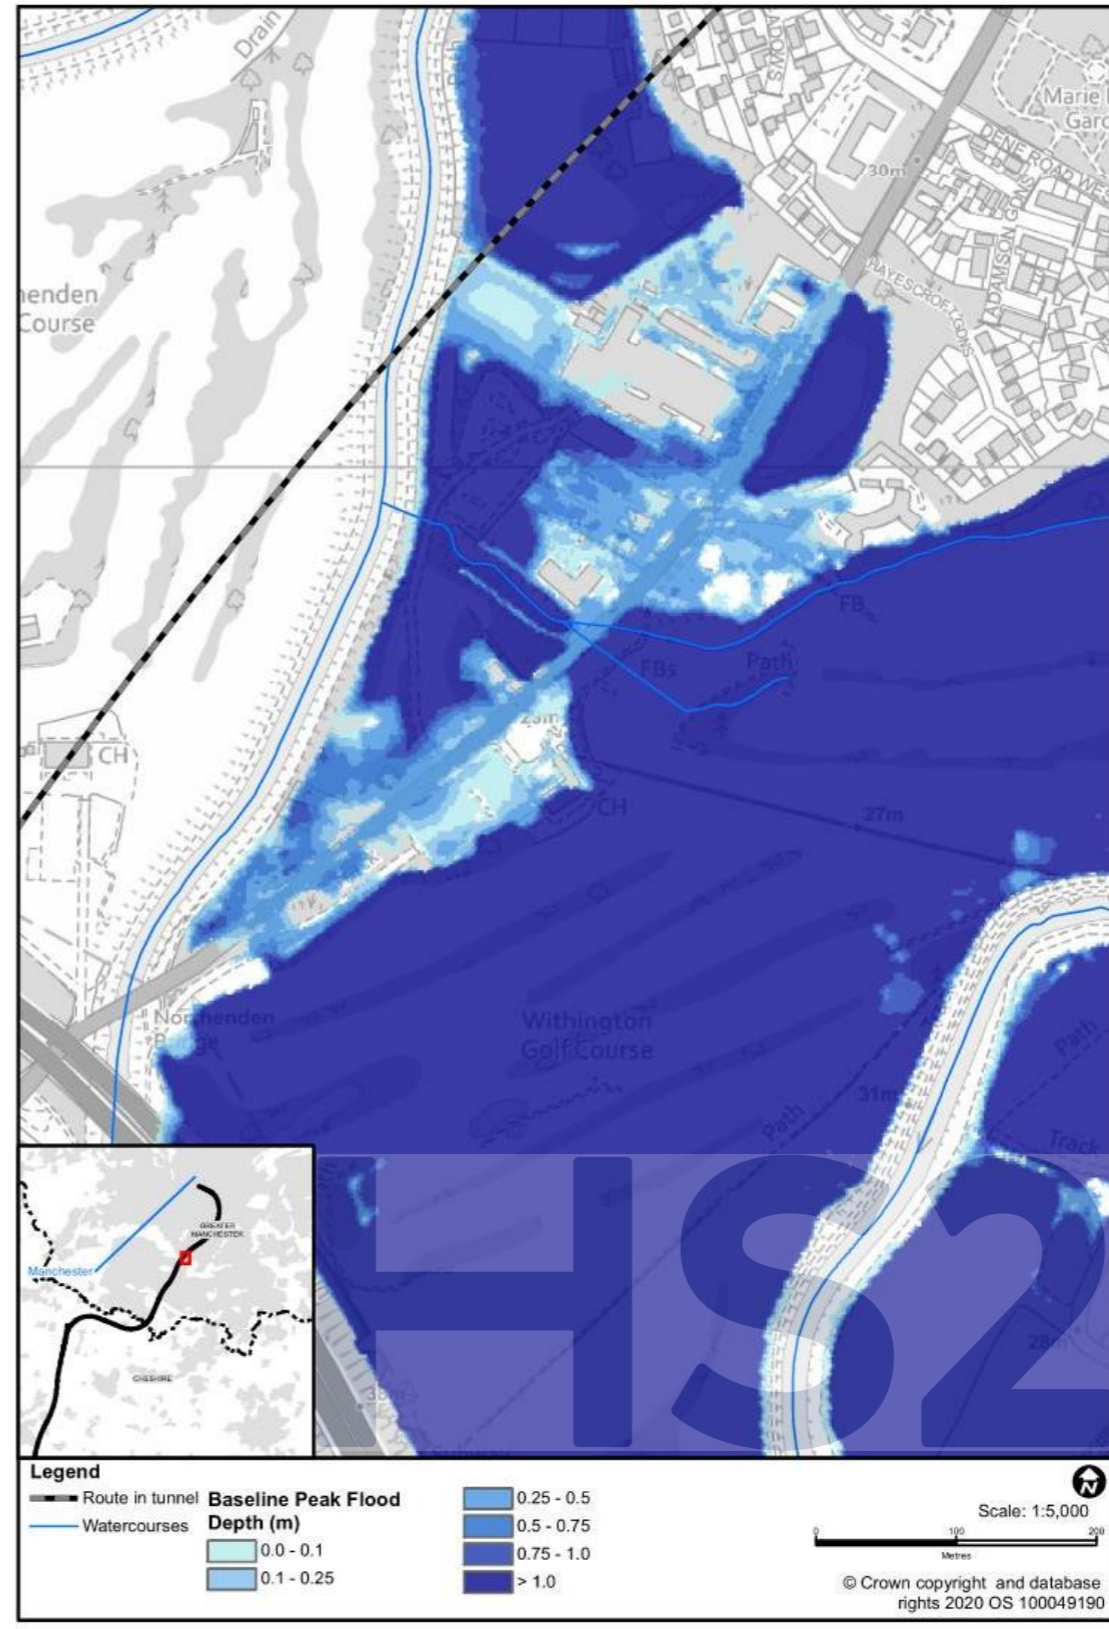 Drain
ADOWS
Marie
Gard
DENE ROAD WE
30m
ADAMSON GDNS
HAYESCROFT GDNS
henden
Course
FB
FBs
Path
23m
CH
CH
27m
Northenden
Bridge
Withington
Golf Course
31m
Path
Path
Track
28m
38m
Subway
HS2
GREATER
MANCHESTER
Manchester
CHESHIRE
Legend
Route in tunnel
Watercourses
Baseline Peak Flood
Depth (m)
0.0 - 0.1
0.1 - 0.25
0.25 - 0.5
0.5 - 0.75
0.75 - 1.0
> 1.0
N
Scale: 1:5,000
0 100 200
Metres
© Crown copyright and database
rights 2020 OS 100049190